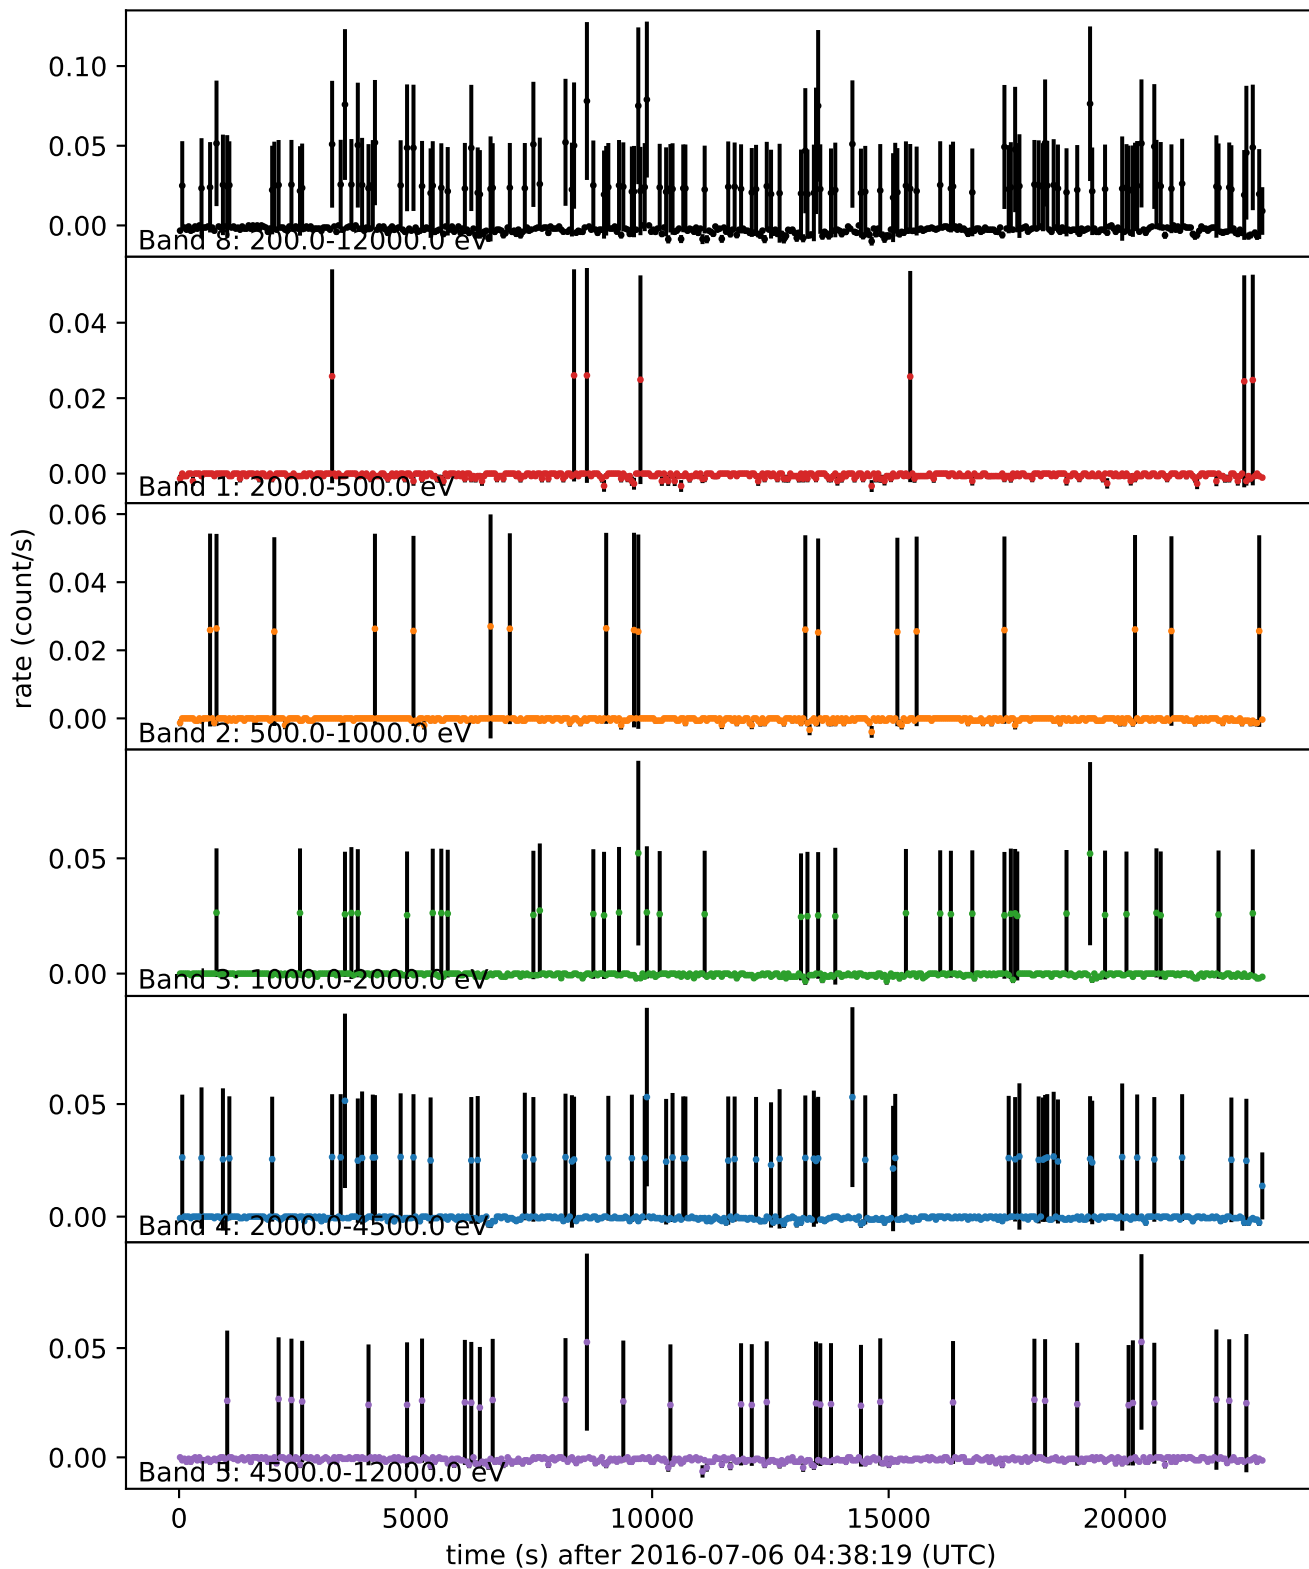 0.10
0.05
0.00
Band 8: 200.0-12000.0 eV
0.04
0.02
0.00
Band 1: 200.0-500.0 eV
0.06
0.04
0.02
0.00
Band 2: 500.0-1000.0 eV
rate (count/s)
0.05
0.00
Band 3: 1000.0-2000.0 eV
0.05
0.00
Band 4: 2000.0-4500.0 eV
0.05
0.00
Band 5: 4500.0-12000.0 eV
0 5000 10000 15000 20000
time (s) after 2016-07-06 04:38:19 (UTC)